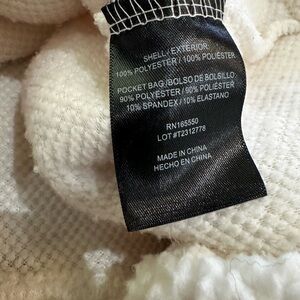 SHELL/ EXTERIOR:
100% POLYESTER / 100% POLIÉSTER
POCKET BAG/BOLSO DE BOLSILLO:
90% POLYESTER / 90% POLIÉSTER
10% SPANDEX / 10% ELASTANO
RN165550
LOT #T2312778
MADE IN CHINA
HECHO EN CHINA